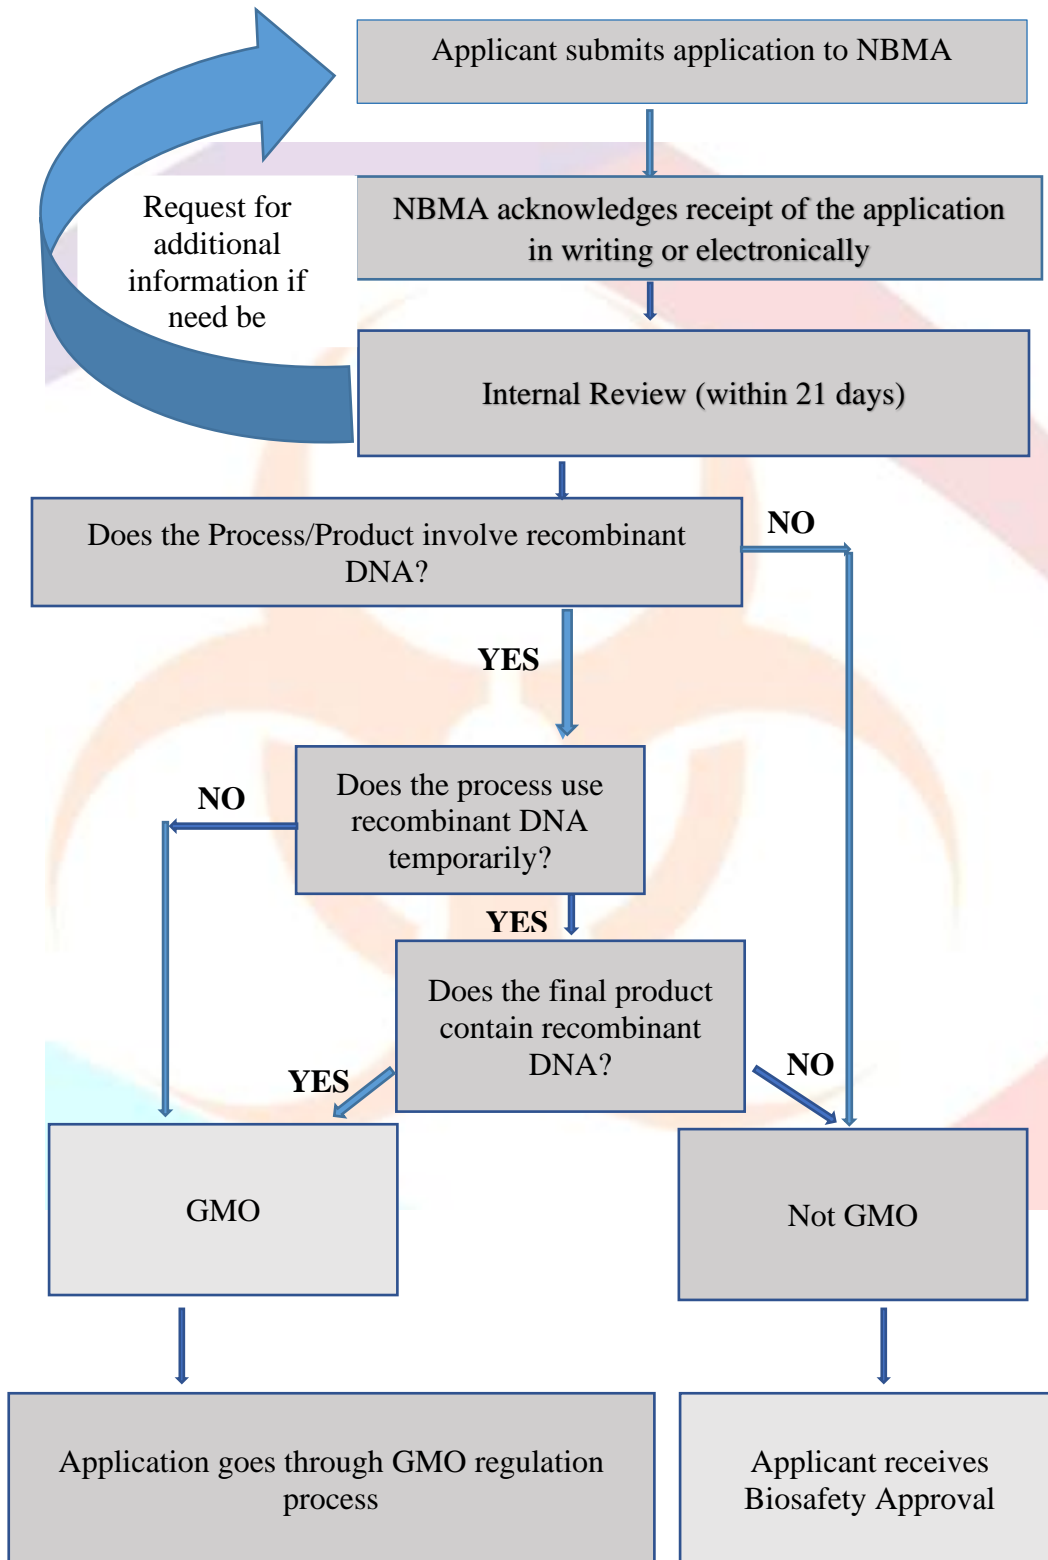 Applicant submits application to NBMA
Request for
additional
information if
need be
NBMA acknowledges receipt of the application
in writing or electronically
Internal Review (within 21 days)
Does the Process/Product involve recombinant
DNA?
NO
YES
Does the process use
recombinant DNA
temporarily?
NO
YES
Does the final product
contain recombinant
DNA?
YES
NO
GMO
Not GMO
Application goes through GMO regulation
process
Applicant receives
Biosafety Approval